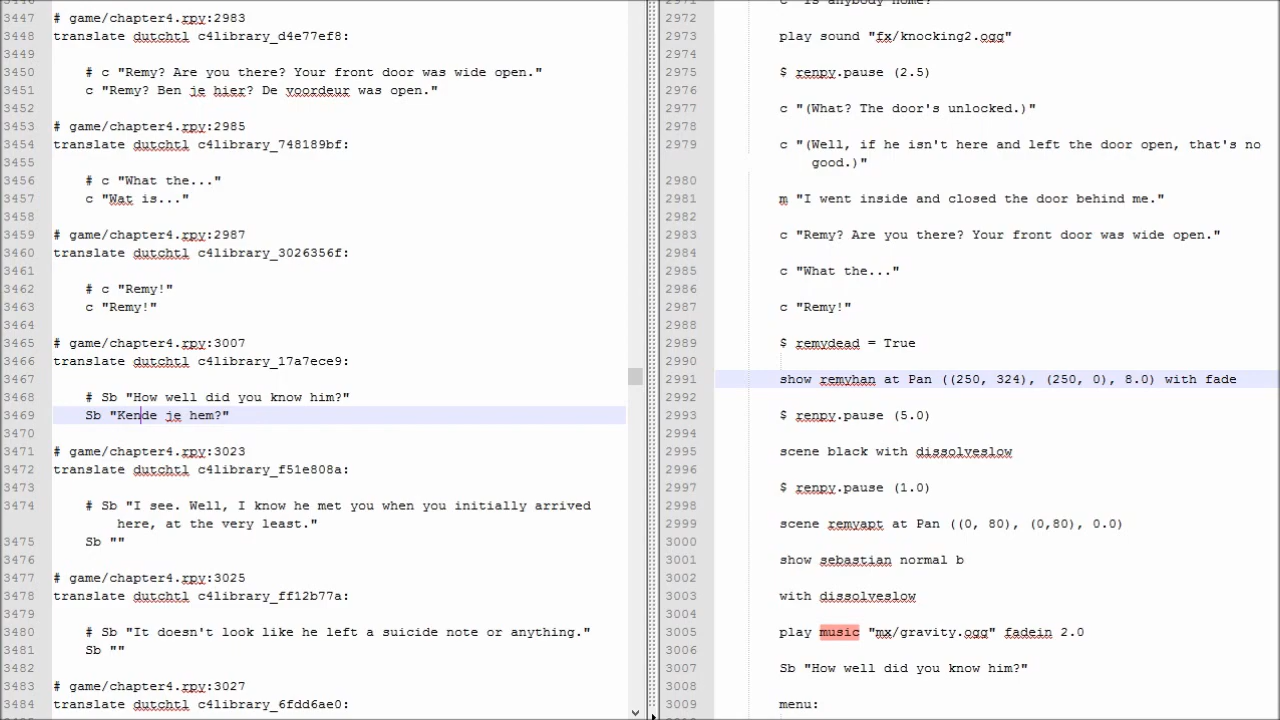 3446
# game/chapter4.rpy:2983
3448 translate dutchtl c4library_d4e77ef8:
3449
3450 # c "Remy? Are you there? Your front door was wide open."
3451 c "Remy? Ben je hier? De voordeur was open."
3452
3453 # game/chapter4.rpy:2985
3454 translate dutchtl c4library_748189bf:
3455
3456 # c "What the..."
3457 c "Wat is..."
3458
3459 # game/chapter4.rpy:2987
3460 translate dutchtl c4library_3026356f:
3461
3462 # c "Remy!"
3463 c "Remy!"
3464
3465 # game/chapter4.rpy:3007
3466 translate dutchtl c4library_17a7ece9:
3467
3468 # Sb "How well did you know him?"
3469 Sb "Kende je hem?"
3470
3471 # game/chapter4.rpy:3023
3472 translate dutchtl c4library_f51e808a:
3473
3474 # Sb "I see. Well, I know he met you when you initially arrived
here, at the very least."
3475 Sb ""
3476
3477 # game/chapter4.rpy:3025
3478 translate dutchtl c4library_ff12b77a:
3479
3480 # Sb "It doesn't look like he left a suicide note or anything."
3481 Sb ""
3482
3483 # game/chapter4.rpy:3027
3484 translate dutchtl c4library_6fdd6ae0:
2971 c "Is anybody home?"
2972
2973 play sound "fx/knocking2.ogg"
2974
2975 $ renpy.pause (2.5)
2976
2977 c "(What? The door's unlocked.)"
2978
2979 c "(Well, if he isn't here and left the door open, that's no
good.)"
2980
2981 m "I went inside and closed the door behind me."
2982
2983 c "Remy? Are you there? Your front door was wide open."
2984
2985 c "What the..."
2986
2987 c "Remy!"
2988
2989 $ remydead = True
2990
2991 show remyhan at Pan ((250, 324), (250, 0), 8.0) with fade
2992
2993 $ renpy.pause (5.0)
2994
2995 scene black with dissolveslow
2996
2997 $ renpy.pause (1.0)
2998
2999 scene remyapt at Pan ((0, 80), (0,80), 0.0)
3000
3001 show sebastian normal b
3002
3003 with dissolveslow
3004
3005 play music "mx/gravity.ogg" fadein 2.0
3006
3007 Sb "How well did you know him?"
3008
3009 menu: